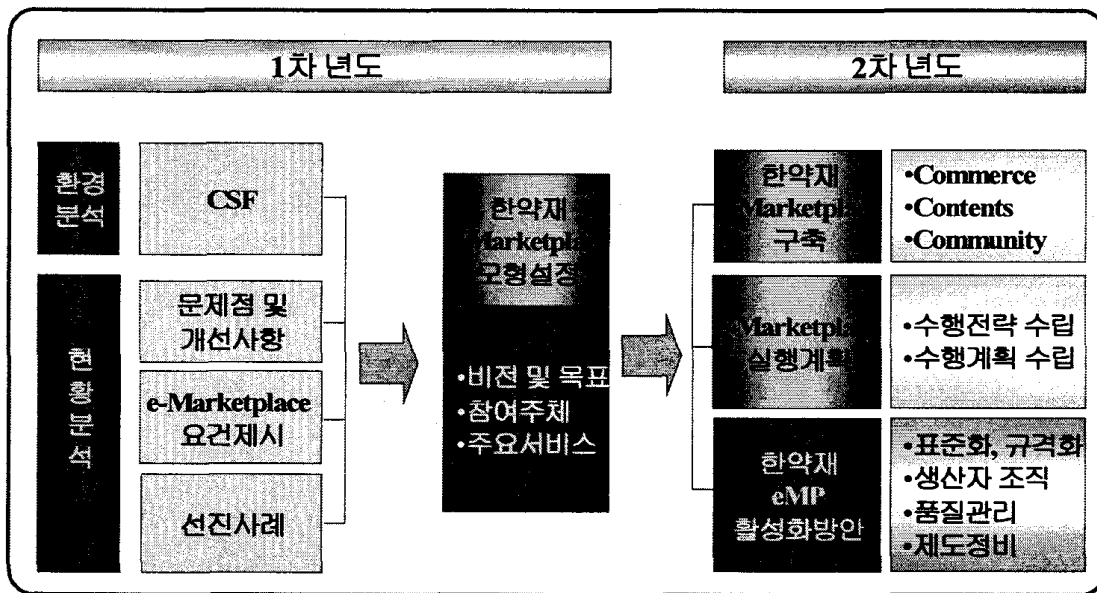 1차 년도
2차 년도
환경
분석
CSF
현
황
분
석
문제점 및
개선사항
e-Marketplace
요건제시
선진사례
한약재
Marketpla
모형설정
•비전 및 목표
•참여주체
•주요서비스
한약재
Marketpla
구축
•Commerce
•Contents
•Community
Marketpla
실행계획
•수행전략 수립
•수행계획 수립
한약재
eMP
활성화방안
•표준화, 규격화
•생산자 조직
•품질관리
•제도정비